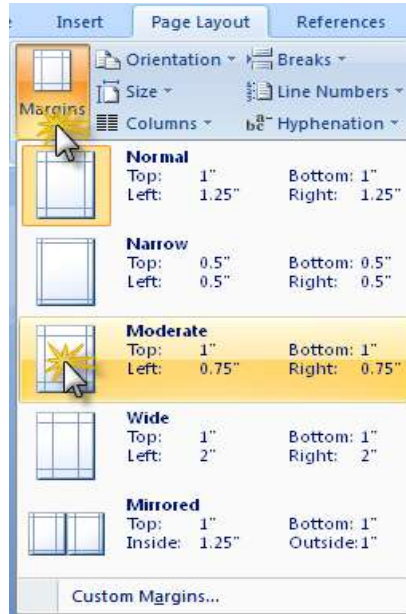 Insert Page Layout References
Margins
Orientation Breaks
Size Line Numbers
Columns Hyphenation
Normal
Top: 1" Bottom: 1"
Left: 1.25" Right: 1.25"
Narrow
Top: 0.5" Bottom: 0.5"
Left: 0.5" Right: 0.5"
Moderate
Top: 1" Bottom: 1"
Left: 0.75" Right: 0.75"
Wide
Top: 1" Bottom: 1"
Left: 2" Right: 2"
Mirrored
Top: 1" Bottom: 1"
Inside: 1.25" Outside: 1"
Custom Margins...